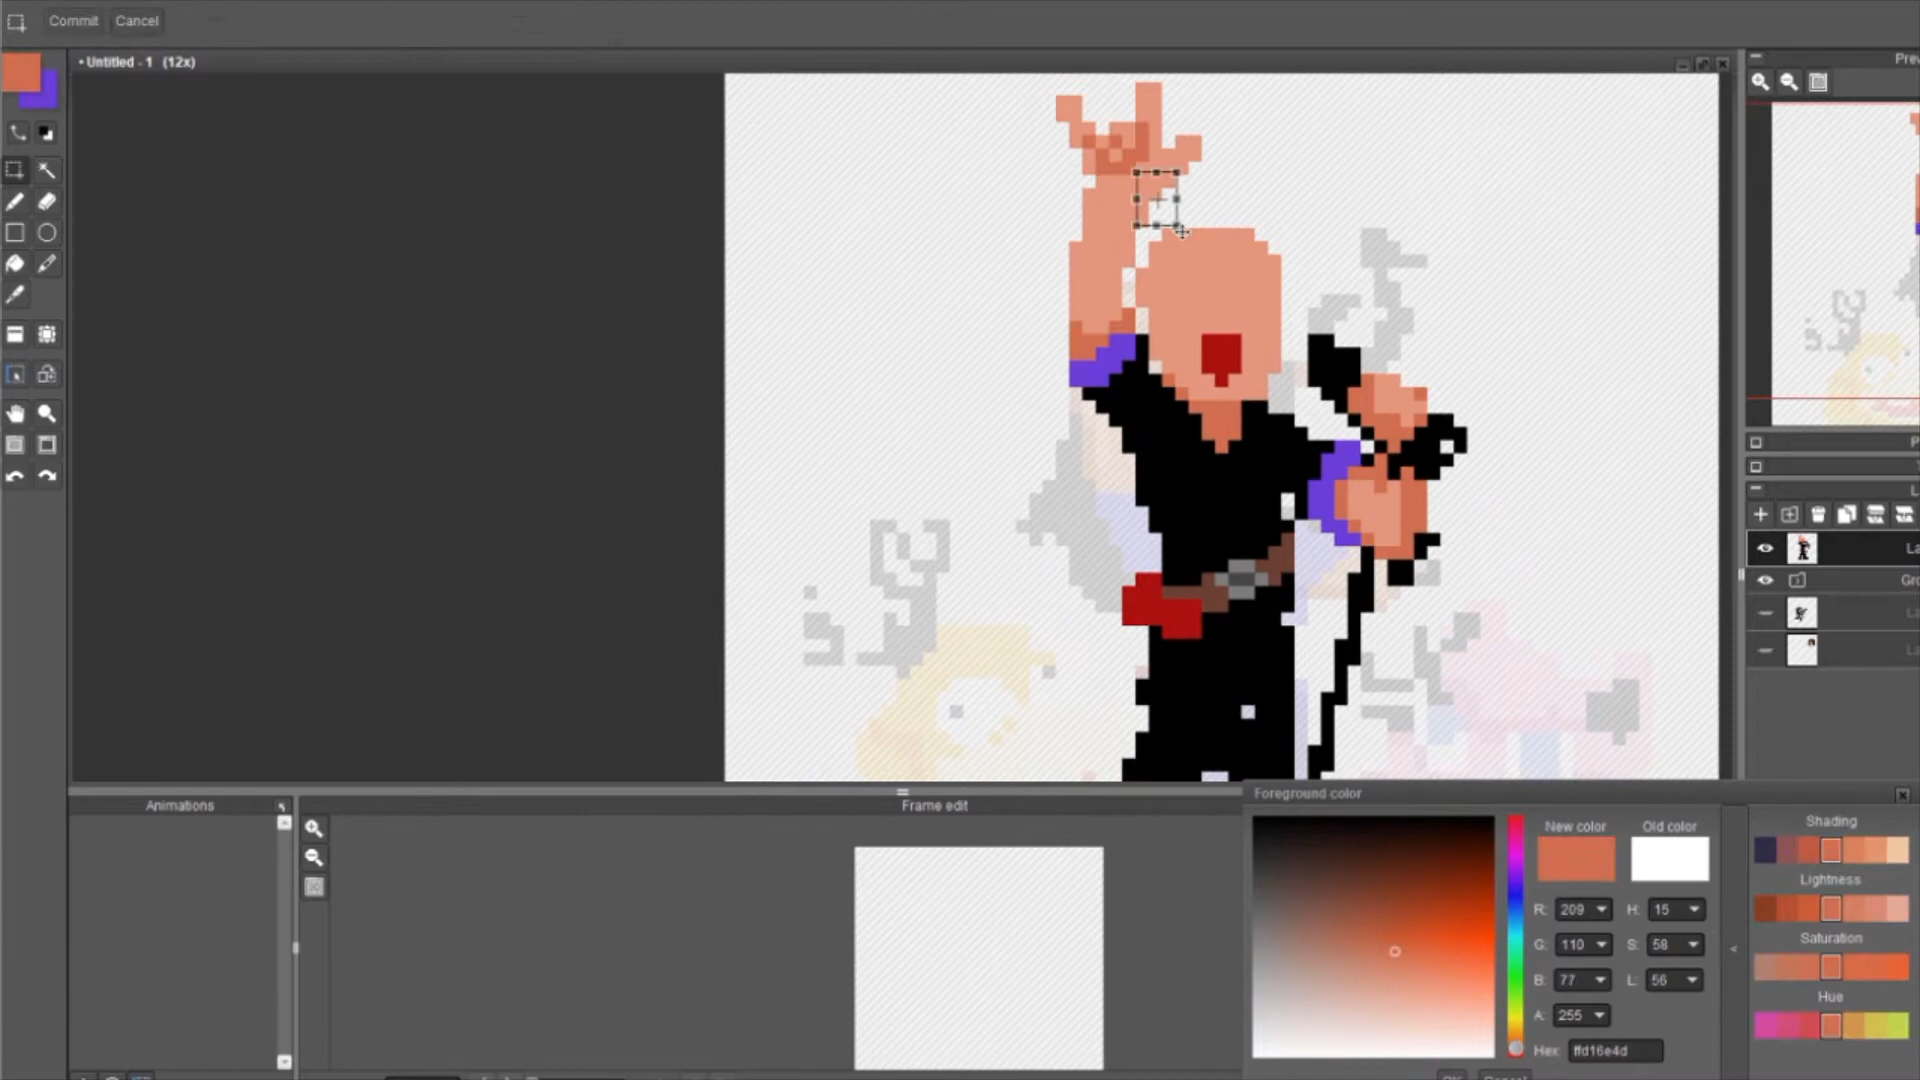 Commit Cancel
• Untitled - 1 (12x)
Animations
Frame edit
Foreground color
New color
Old color
R: 209 H: 15
G: 110 S: 58
B: 77 L: 56
A: 255
Hex: ffd16e4d
Shading
Lightness
Saturation
Hue